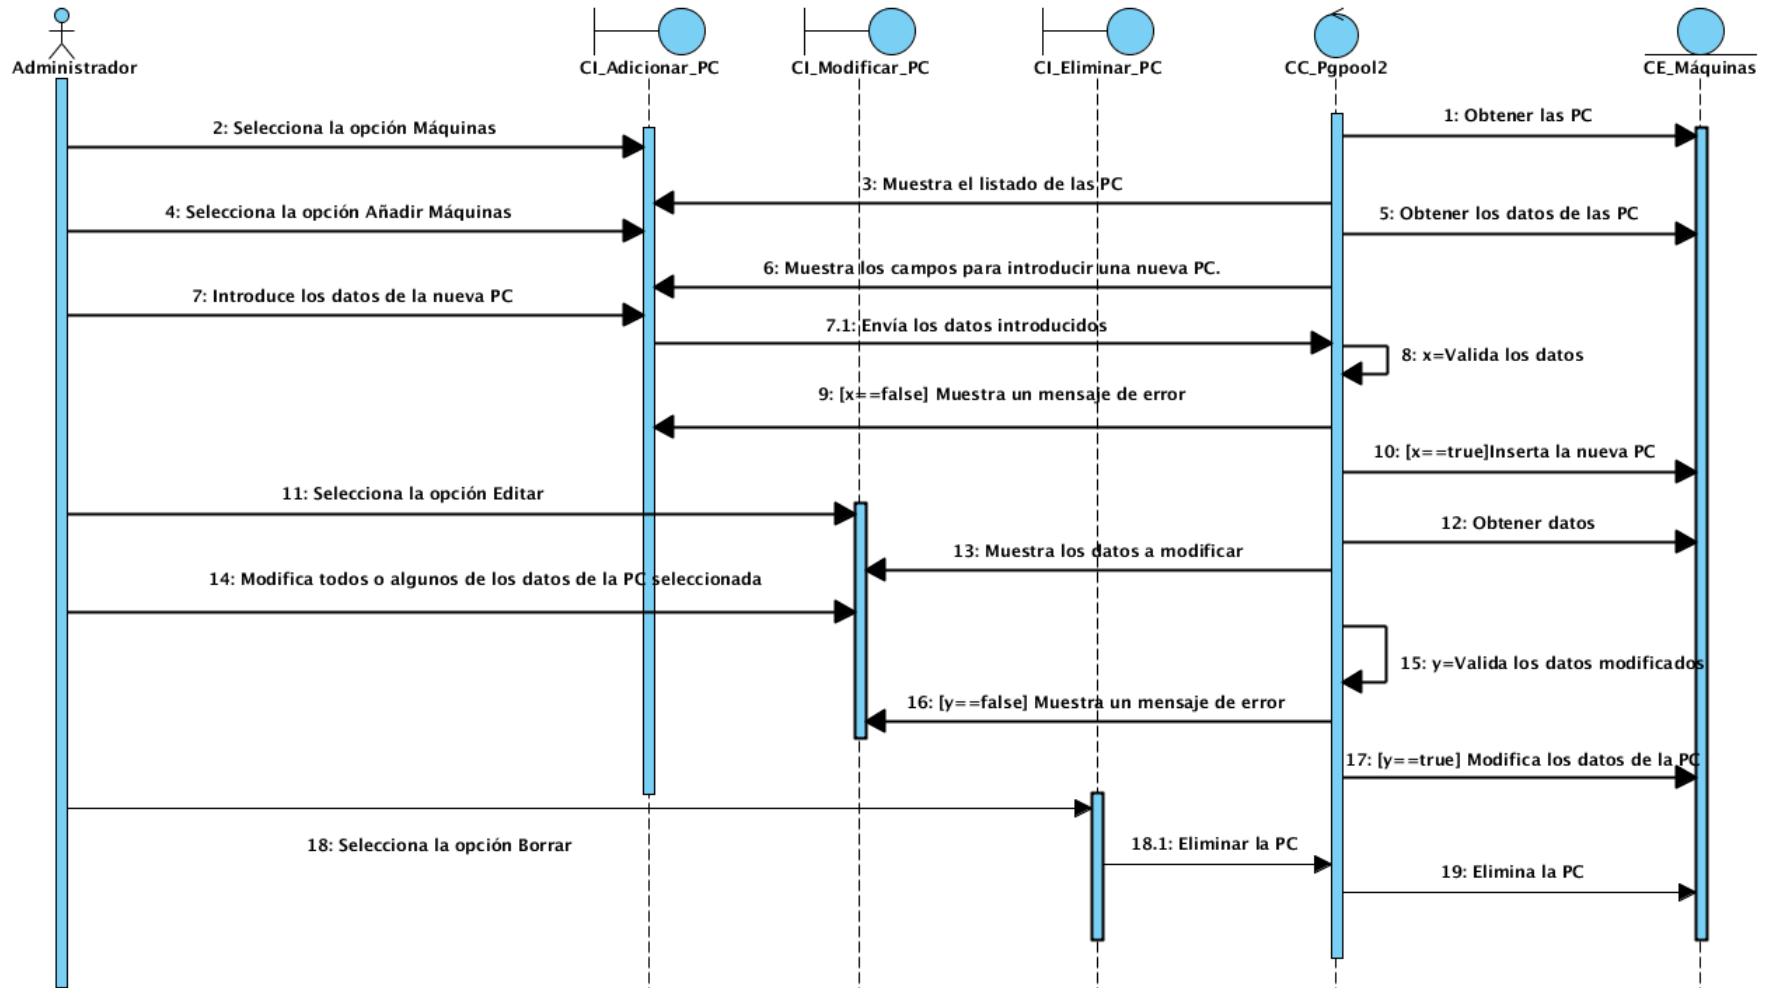 Administrador
CI_Adicionar_PC
CI_Modificar_PC
CI_Eliminar_PC
CC_Pgpool2
CE_Máquinas
1: Obtener las PC
2: Selecciona la opción Máquinas
3: Muestra el listado de las PC
4: Selecciona la opción Añadir Máquinas
5: Obtener los datos de las PC
6: Muestra los campos para introducir una nueva PC.
7: Introduce los datos de la nueva PC
7.1: Envía los datos introducidos
8: x=Valida los datos
9: [x==false] Muestra un mensaje de error
10: [x==true]Inserta la nueva PC
11: Selecciona la opción Editar
12: Obtener datos
13: Muestra los datos a modificar
14: Modifica todos o algunos de los datos de la PC seleccionada
15: y=Valida los datos modificados
16: [y==false] Muestra un mensaje de error
17: [y==true] Modifica los datos de la PC
18: Selecciona la opción Borrar
18.1: Eliminar la PC
19: Elimina la PC